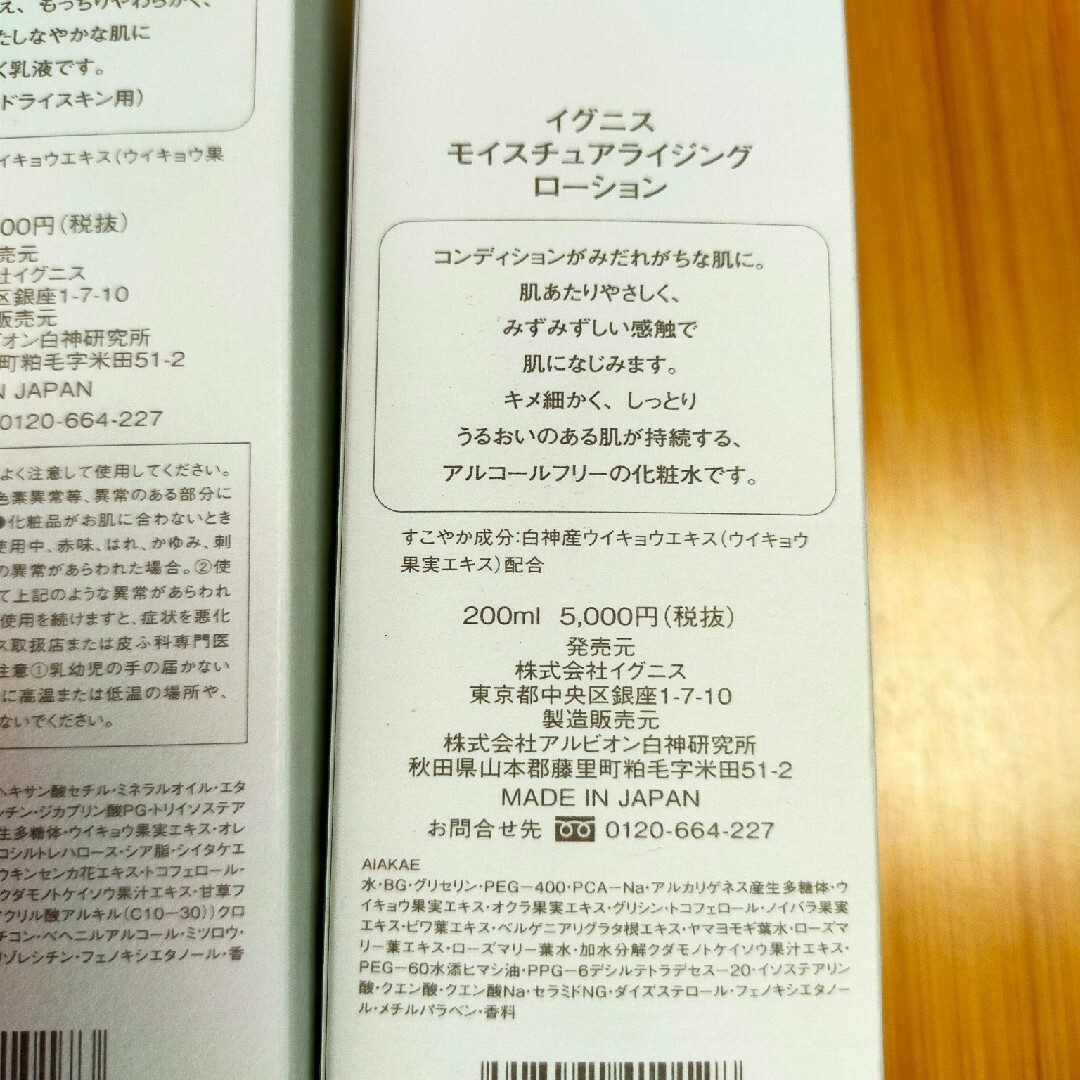 え、もっちりやわらかく、
たしなやかな肌に
く乳液です。
ドライスキン用)
イキョウエキス(ウイキョウ果
00円(税抜)
売元
社イグニス
区銀座1-7-10
販売元
オン白神研究所
町粕毛字米田51-2
N JAPAN
0120-664-227
よく注意して使用してください。
色素異常等、異常のある部分に
●化粧品がお肌に合わないとき
使用中、赤味、はれ、かゆみ、刺
の異常があらわれた場合。②使
て上記のような異常があらわれ
使用を続けますと、症状を悪化
ス取扱店または皮ふ科専門医
注意①乳幼児の手の届かない
に高温または低温の場所や、
ないでください。
ヘキサン酸セチル・ミネラルオイル・エタ
シチン・ジカプリン酸PG・トリイソステア
生多糖体・ウイキョウ果実エキス・オレ
コシルトレハロース・シア脂・シイタケエ
ウキンセンカ花エキス・トコフェロール・
クダモノトケイソウ果汁エキス・甘草フ
アクリル酸アルキル(C10-30))クロ
チコン・ベヘニルアルコール・ミツロウ・
リゾレシチン・フェノキシエタノール・香
イグニス
モイスチュアライジング
ローション
コンディションがみだれがちな肌に。
肌あたりやさしく、
みずみずしい感触で
肌になじみます。
キメ細かく、しっとり
うるおいのある肌が持続する、
アルコールフリーの化粧水です。
すこやか成分:白神産ウイキョウエキス(ウイキョウ
果実エキス)配合
200ml 5,000円(税抜)
発売元
株式会社イグニス
東京都中央区銀座1-7-10
製造販売元
株式会社アルビオン白神研究所
秋田県山本郡藤里町粕毛字米田51-2
MADE IN JAPAN
お問合せ先 0120-664-227
AIAKAE
水・BG・グリセリン・PEG-400・PCA-Na・アルカリゲネス産生多糖体・ウ
イキョウ果実エキス・オクラ果実エキス・グリシン・トコフェロール・ノイバラ果実
エキス・ビワ葉エキス・ベルゲニアリグラタ根エキス・ヤマヨモギ葉水・ローズマ
リー葉エキス・ローズマリー葉水・加水分解クダモノトケイソウ果汁エキス・
PEG-60水添ヒマシ油・PPG-6デシルテトラデセス-20・イソステアリン
酸・クエン酸・クエン酸Na・セラミドNG・ダイズステロール・フェノキシエタノー
ル・メチルパラベン・香料